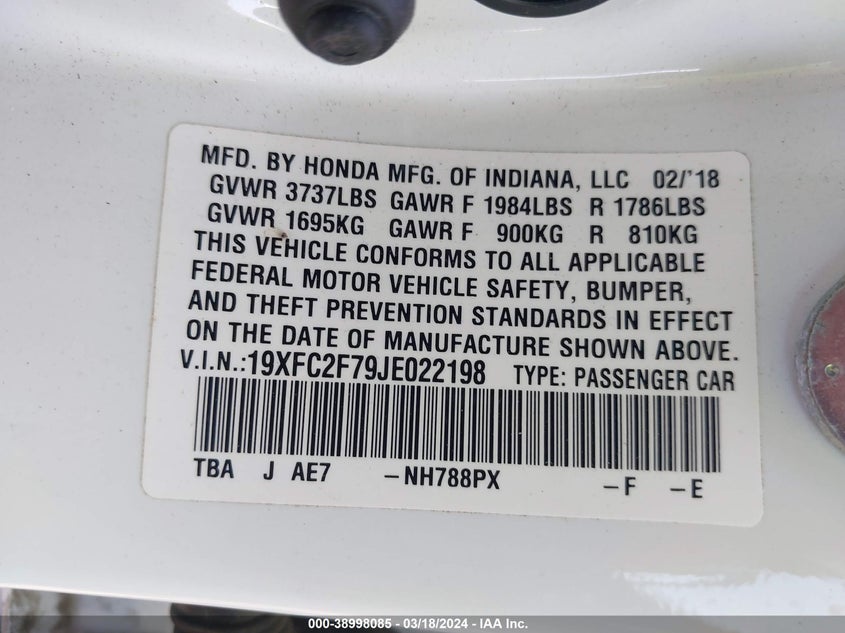 MFD. BY HONDA MFG. OF INDIANA, LLC 02/'18
GVWR 3737LBS GAWR F 1984LBS R 1786LBS
GVWR 1695KG GAWR F 900KG R 810KG
THIS VEHICLE CONFORMS TO ALL APPLICABLE
FEDERAL MOTOR VEHICLE SAFETY, BUMPER,
AND THEFT PREVENTION STANDARDS IN EFFECT
ON THE DATE OF MANUFACTURE SHOWN ABOVE.
V.I.N.:19XFC2F79JE022198 TYPE: PASSENGER CAR
TBA J AE7 -NH788PX -F -E
000-38998085 - 03/18/2024 - IAA Inc.